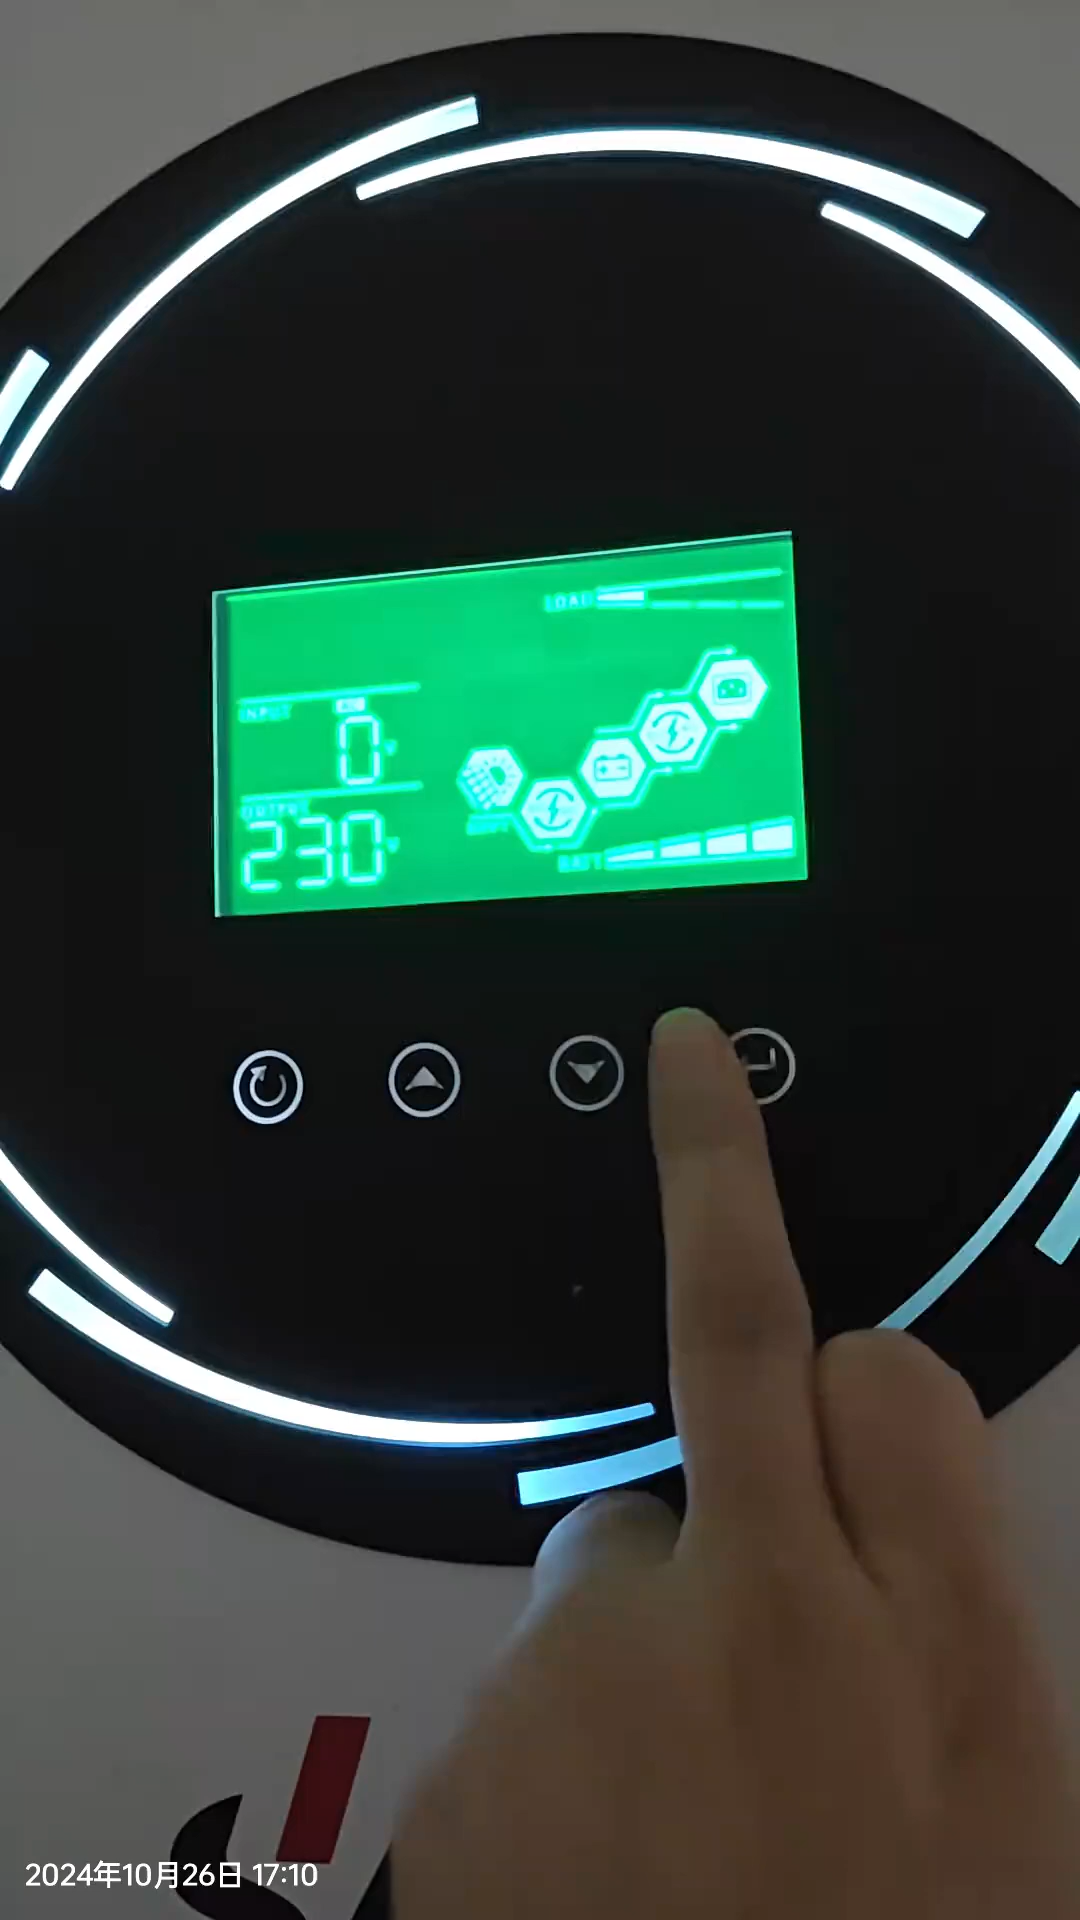 LOAD
INPUT
0 V
OUTPUT
230 V
BATT
2024年10月26日 17:10